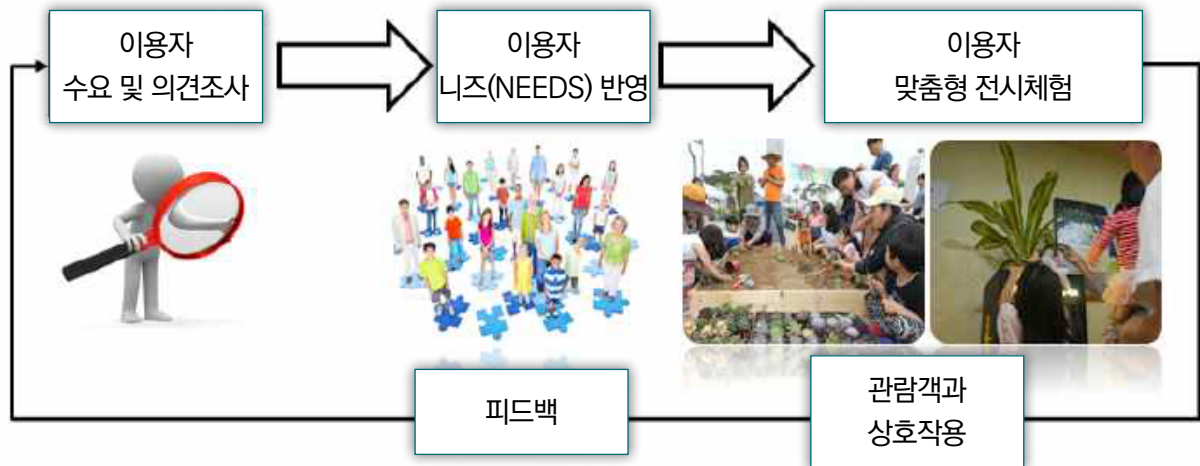 이용자
수요 및 의견조사
이용자
니즈(NEEDS) 반영
이용자
맞춤형 전시체험
피드백
관람객과
상호작용